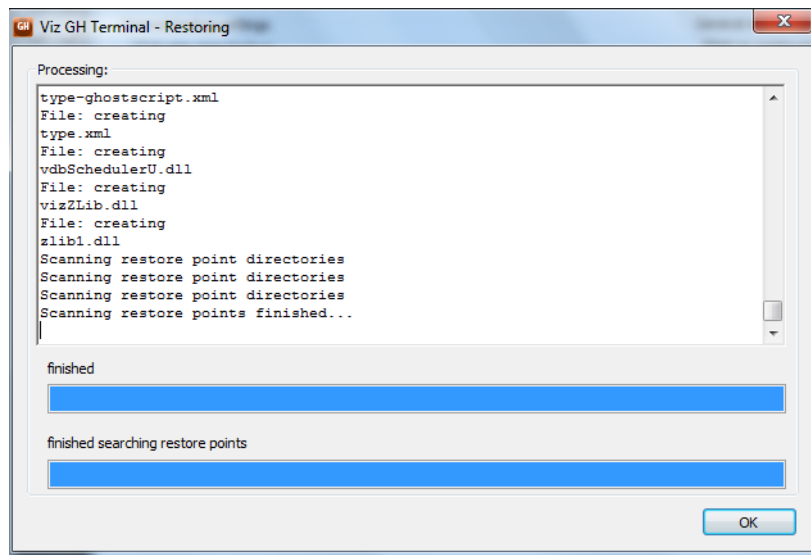 GH Viz GH Terminal - Restoring
Processing:
type-ghostscript.xml
File: creating
type.xml
File: creating
vdbSchedulerU.dll
File: creating
vizZLib.dll
File: creating
zlib1.dll
Scanning restore point directories
Scanning restore point directories
Scanning restore point directories
Scanning restore points finished...
finished
finished searching restore points
OK